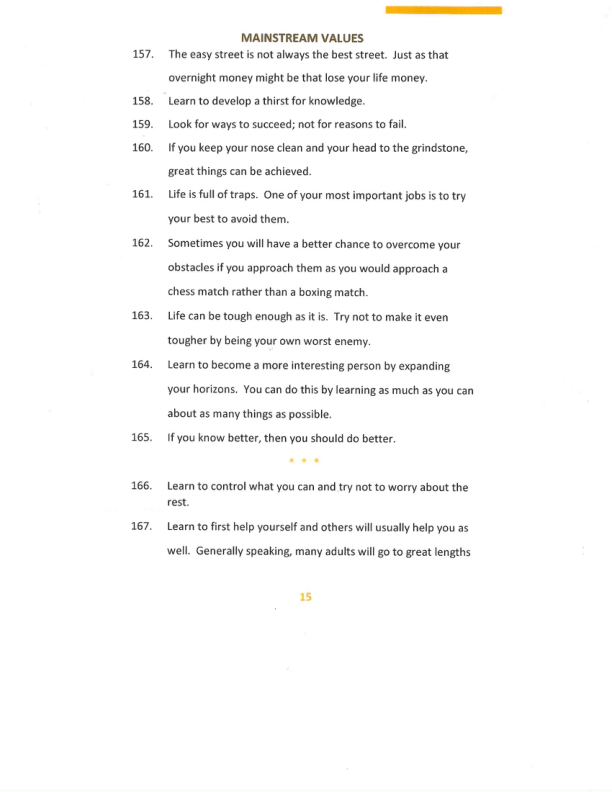 MAINSTREAM VALUES
157. The easy street is not always the best street. Just as that
overnight money might be that lose your life money.
158. Learn to develop a thirst for knowledge.
159. Look for ways to succeed; not for reasons to fail.
160. If you keep your nose clean and your head to the grindstone,
great things can be achieved.
161. Life is full of traps. One of your most important jobs is to try
your best to avoid them.
162. Sometimes you will have a better chance to overcome your
obstacles if you approach them as you would approach a
chess match rather than a boxing match.
163. Life can be tough enough as it is. Try not to make it even
tougher by being your own worst enemy.
164. Learn to become a more interesting person by expanding
your horizons. You can do this by learning as much as you can
about as many things as possible.
165. If you know better, then you should do better.
* * *
166. Learn to control what you can and try not to worry about the
rest.
167. Learn to first help yourself and others will usually help you as
well. Generally speaking, many adults will go to great lengths
15